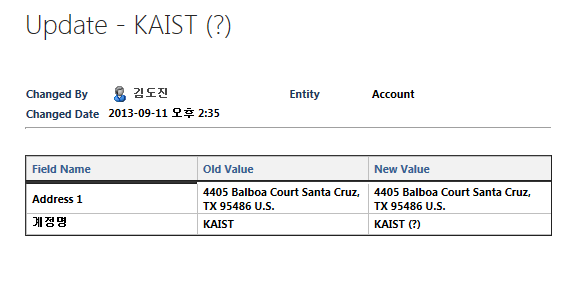 Update - KAIST (?)
Changed By 김도진 Entity Account
Changed Date 2013-09-11 오후 2:35
Field Name Old Value New Value
Address 1 4405 Balboa Court Santa Cruz, 4405 Balboa Court Santa Cruz,
TX 95486 U.S. TX 95486 U.S.
계정명 KAIST KAIST (?)